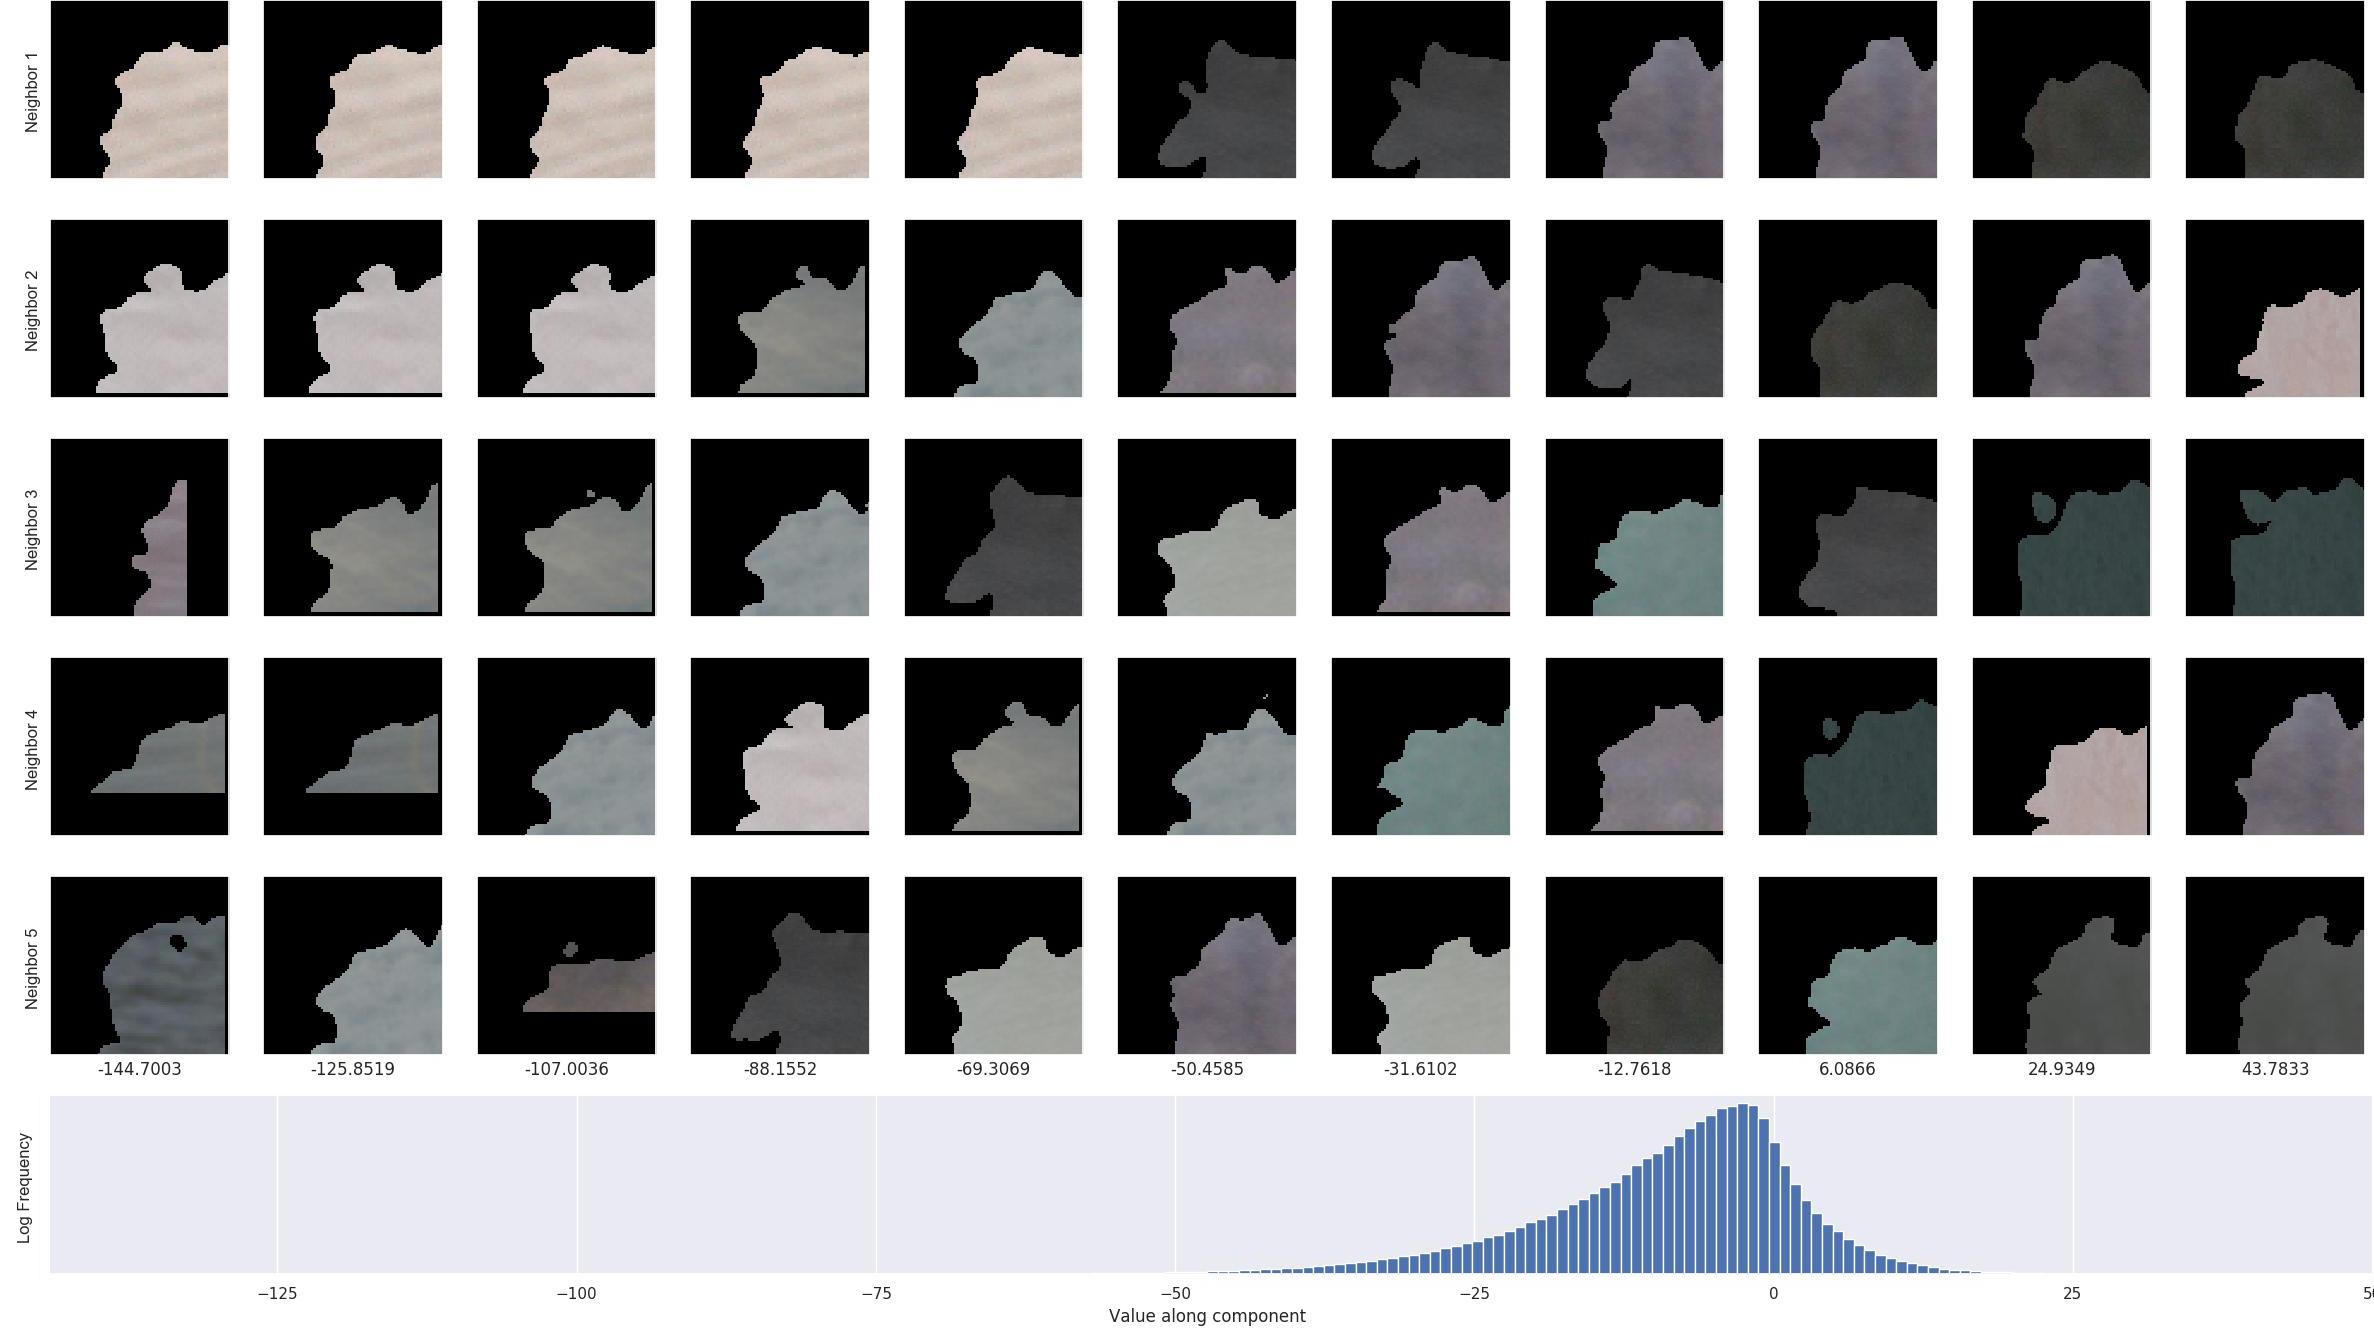 Neighbor 1
Neighbor 2
Neighbor 3
Neighbor 4
Neighbor 5
-144.7003 -125.8519 -107.0036 -88.1552 -69.3069 -50.4585 -31.6102 -12.7618 6.0866 24.9349 43.7833
Log Frequency
−125 −100 −75 −50 −25 0 25
Value along component